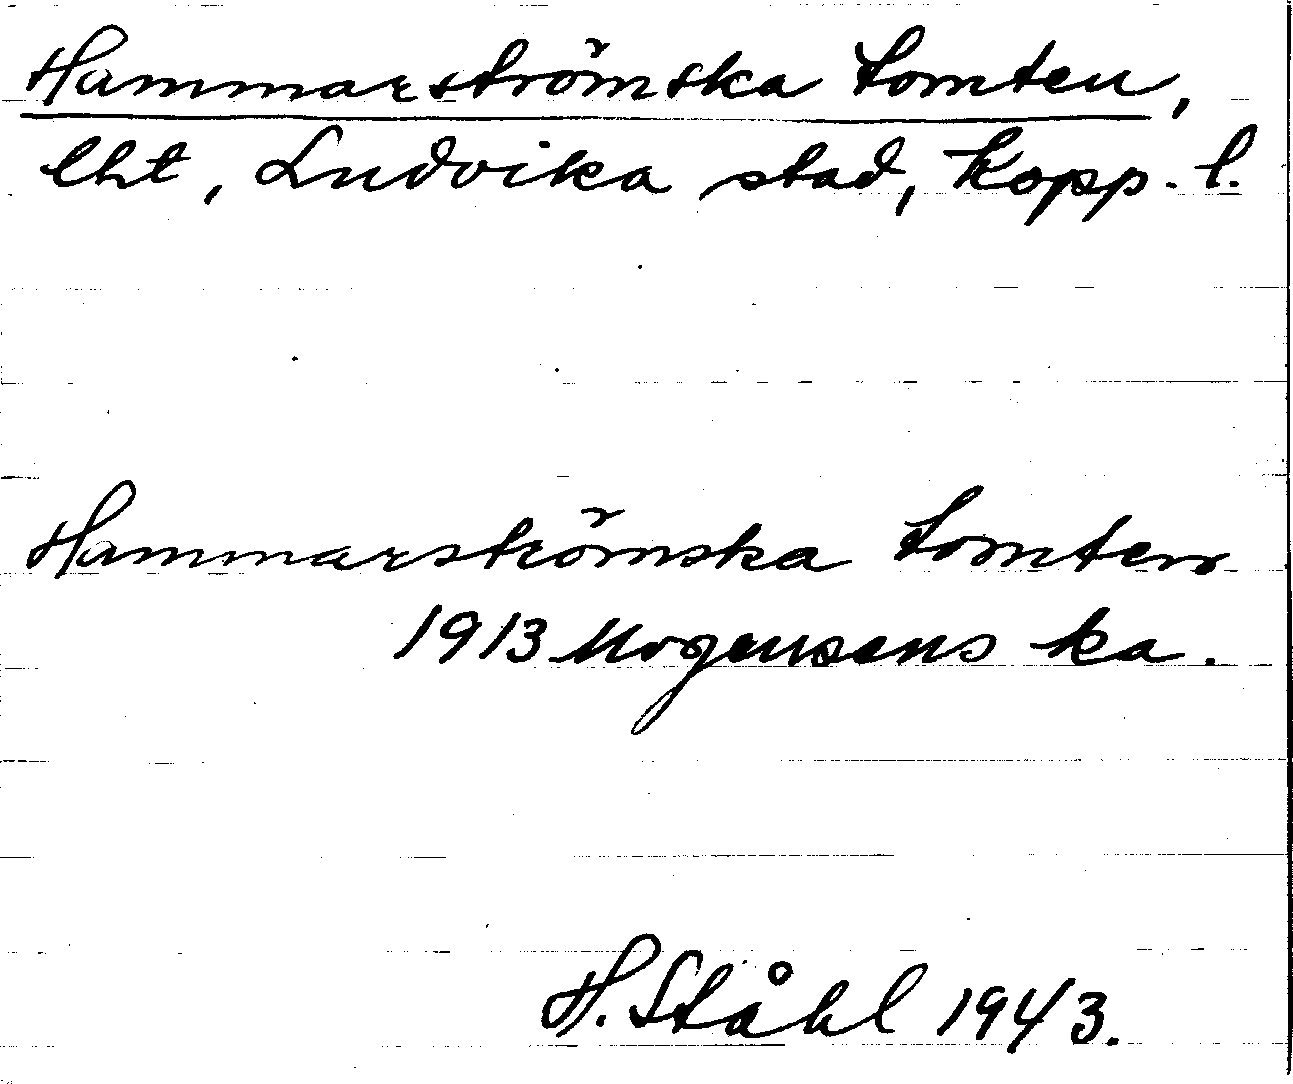 Hammarströmska tomten,
lht, Ludvika stad, Kopp. l.
Hammarströmska tomten
1913 Mogensens ka.
H. Ståhl 1943.